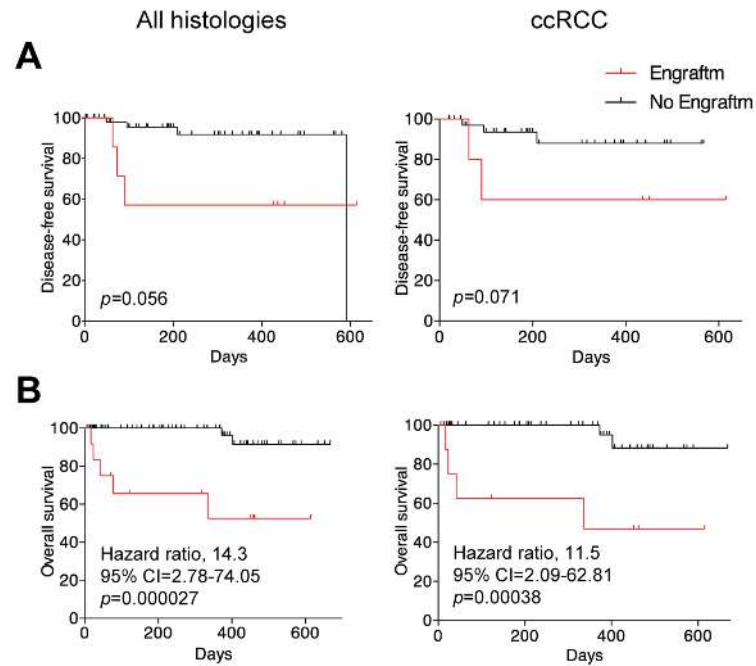 All histologies
ccRCC
A
Engraftm
No Engraftm
Disease-free survival
100
80
60
40
20
0
p=0.056
0 200 400 600
Days
Disease-free survival
100
80
60
40
20
0
p=0.071
0 200 400 600
Days
B
Overall survival
100
80
60
40
20
0
Hazard ratio, 14.3
95% CI=2.78-74.05
p=0.000027
0 200 400 600
Days
Overall survival
100
80
60
40
20
0
Hazard ratio, 11.5
95% CI=2.09-62.81
p=0.00038
0 200 400 600
Days